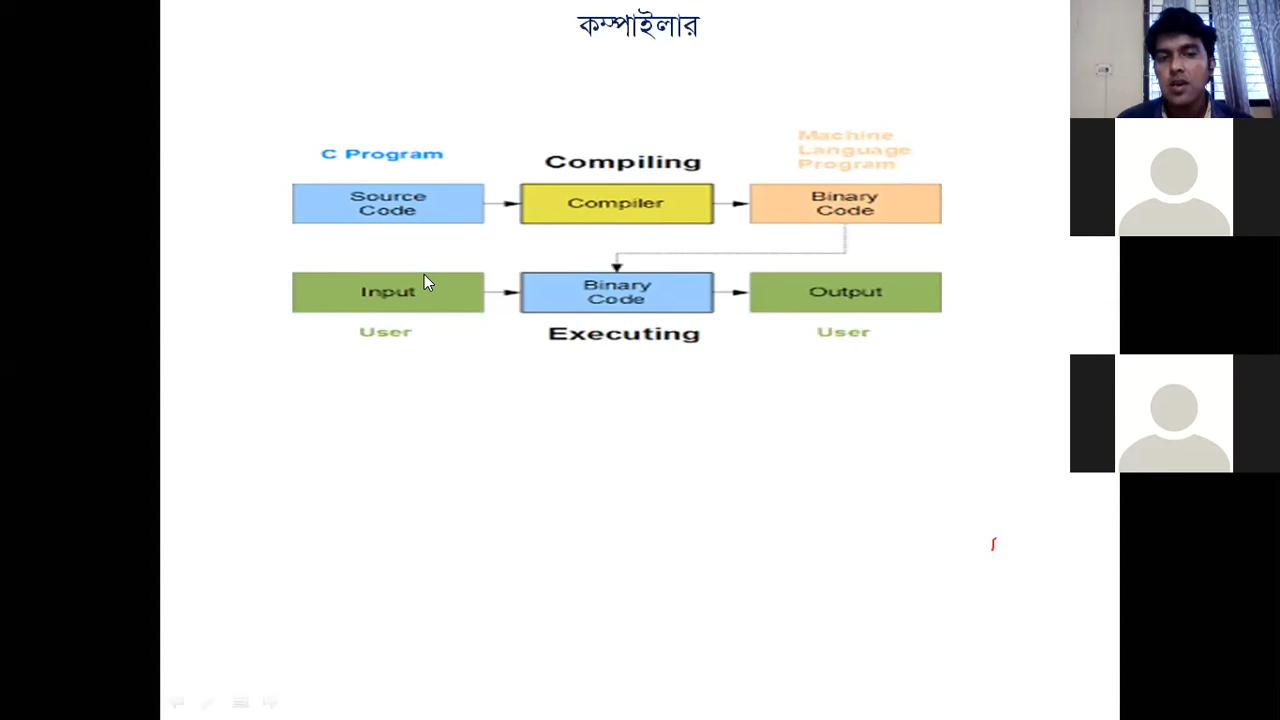 কম্পাইলার
C Program
Compiling
Machine
Language
Program
Source
Code
Compiler
Binary
Code
Input
Binary
Code
Output
User
Executing
User